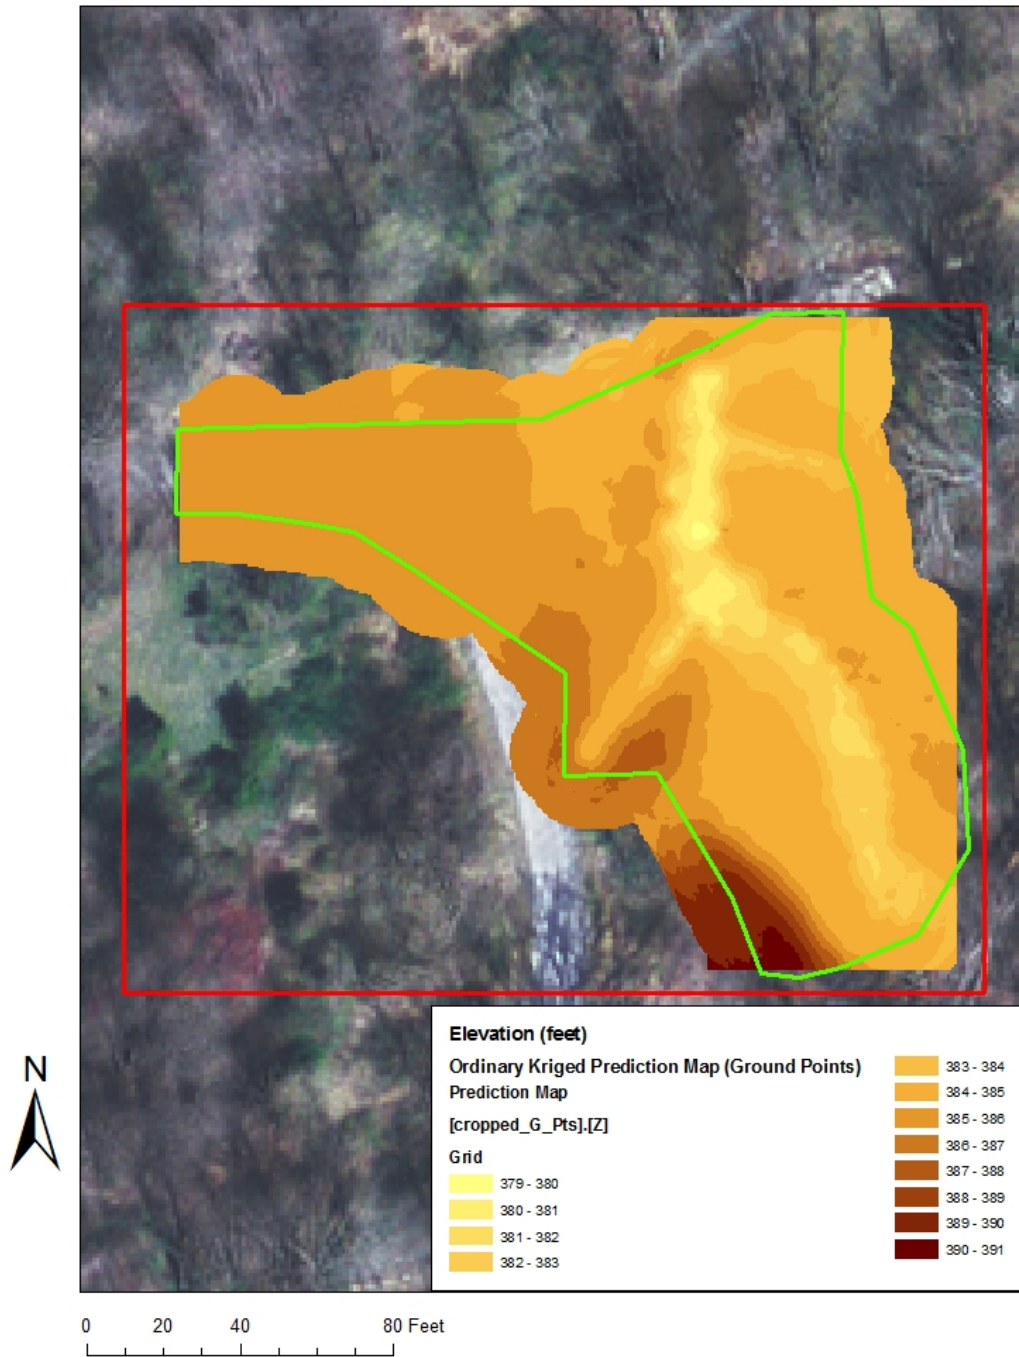 N
Elevation (feet)
Ordinary Kriged Prediction Map (Ground Points)
Prediction Map
[cropped_G_Pts].[Z]
Grid
379 - 380
380 - 381
381 - 382
382 - 383
383 - 384
384 - 385
385 - 386
386 - 387
387 - 388
388 - 389
389 - 390
390 - 391
0 20 40 80 Feet